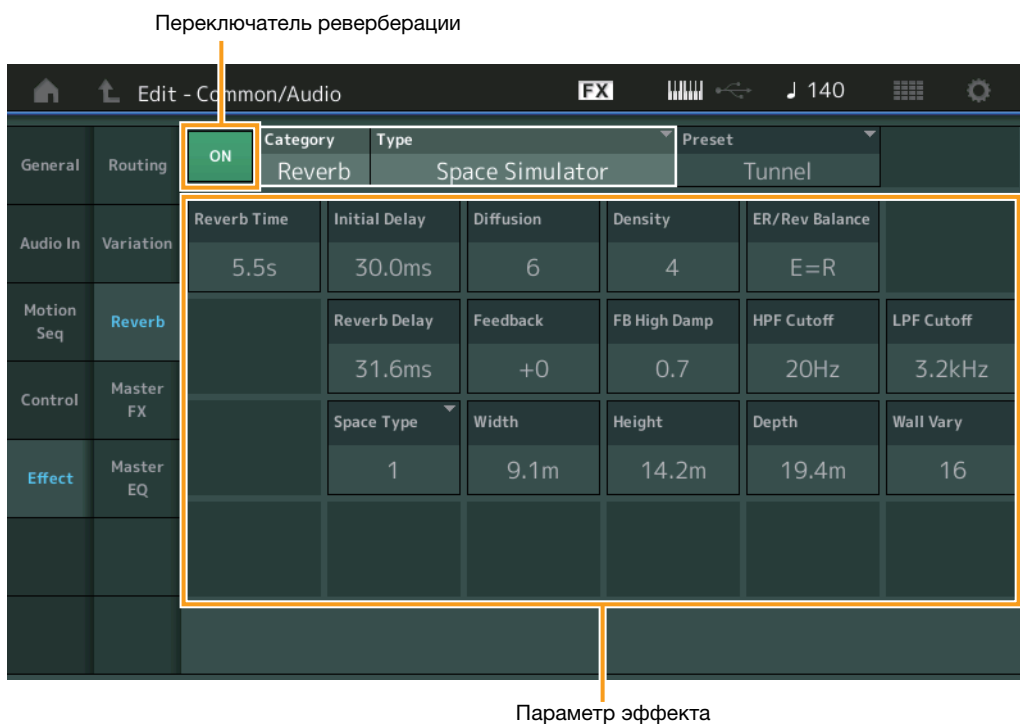 Переключатель реверберации
Edit - Common/Audio FX ♩ 140
General Routing ON Category Type Preset
Reverb Space Simulator Tunnel
Audio In Variation Reverb Time Initial Delay Diffusion Density ER/Rev Balance
5.5s 30.0ms 6 4 E=R
Motion Seq Reverb Reverb Delay Feedback FB High Damp HPF Cutoff LPF Cutoff
31.6ms +0 0.7 20Hz 3.2kHz
Control Master FX Space Type Width Height Depth Wall Vary
1 9.1m 14.2m 19.4m 16
Effect Master EQ
Параметр эффекта